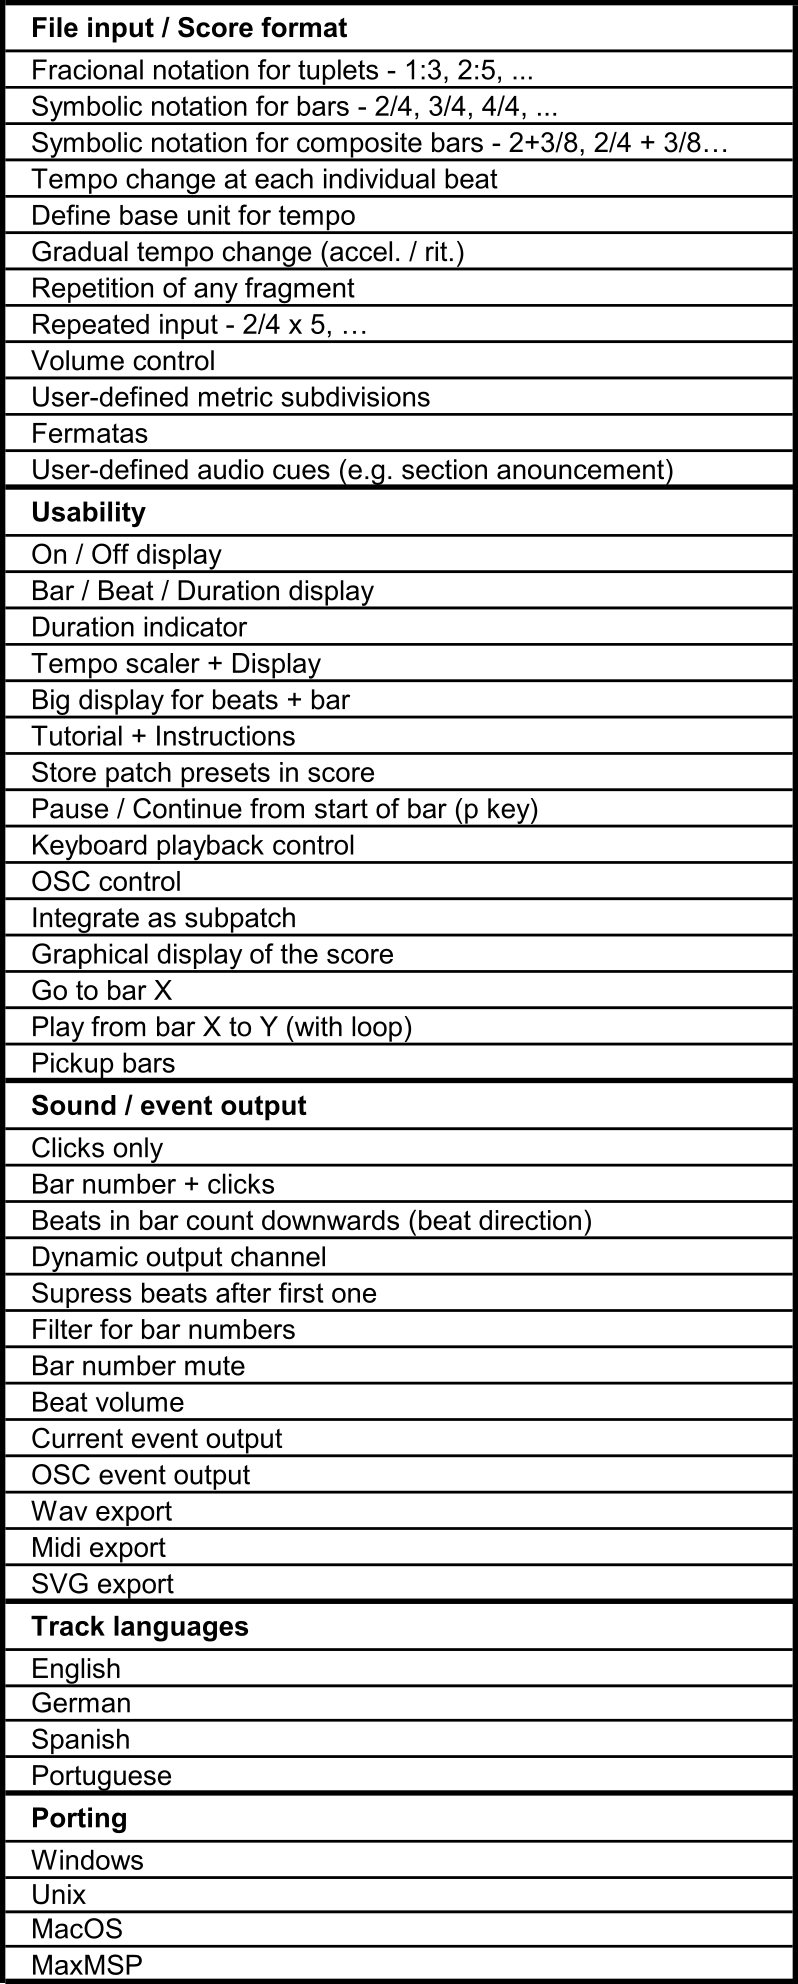 File input / Score format
Fracional notation for tuplets - 1:3, 2:5, ...
Symbolic notation for bars - 2/4, 3/4, 4/4, ...
Symbolic notation for composite bars - 2+3/8, 2/4 + 3/8…
Tempo change at each individual beat
Define base unit for tempo
Gradual tempo change (accel. / rit.)
Repetition of any fragment
Repeated input - 2/4 x 5, …
Volume control
User-defined metric subdivisions
Fermatas
User-defined audio cues (e.g. section anouncement)
Usability
On / Off display
Bar / Beat / Duration display
Duration indicator
Tempo scaler + Display
Big display for beats + bar
Tutorial + Instructions
Store patch presets in score
Pause / Continue from start of bar (p key)
Keyboard playback control
OSC control
Integrate as subpatch
Graphical display of the score
Go to bar X
Play from bar X to Y (with loop)
Pickup bars
Sound / event output
Clicks only
Bar number + clicks
Beats in bar count downwards (beat direction)
Dynamic output channel
Supress beats after first one
Filter for bar numbers
Bar number mute
Beat volume
Current event output
OSC event output
Wav export
Midi export
SVG export
Track languages
English
German
Spanish
Portuguese
Porting
Windows
Unix
MacOS
MaxMSP